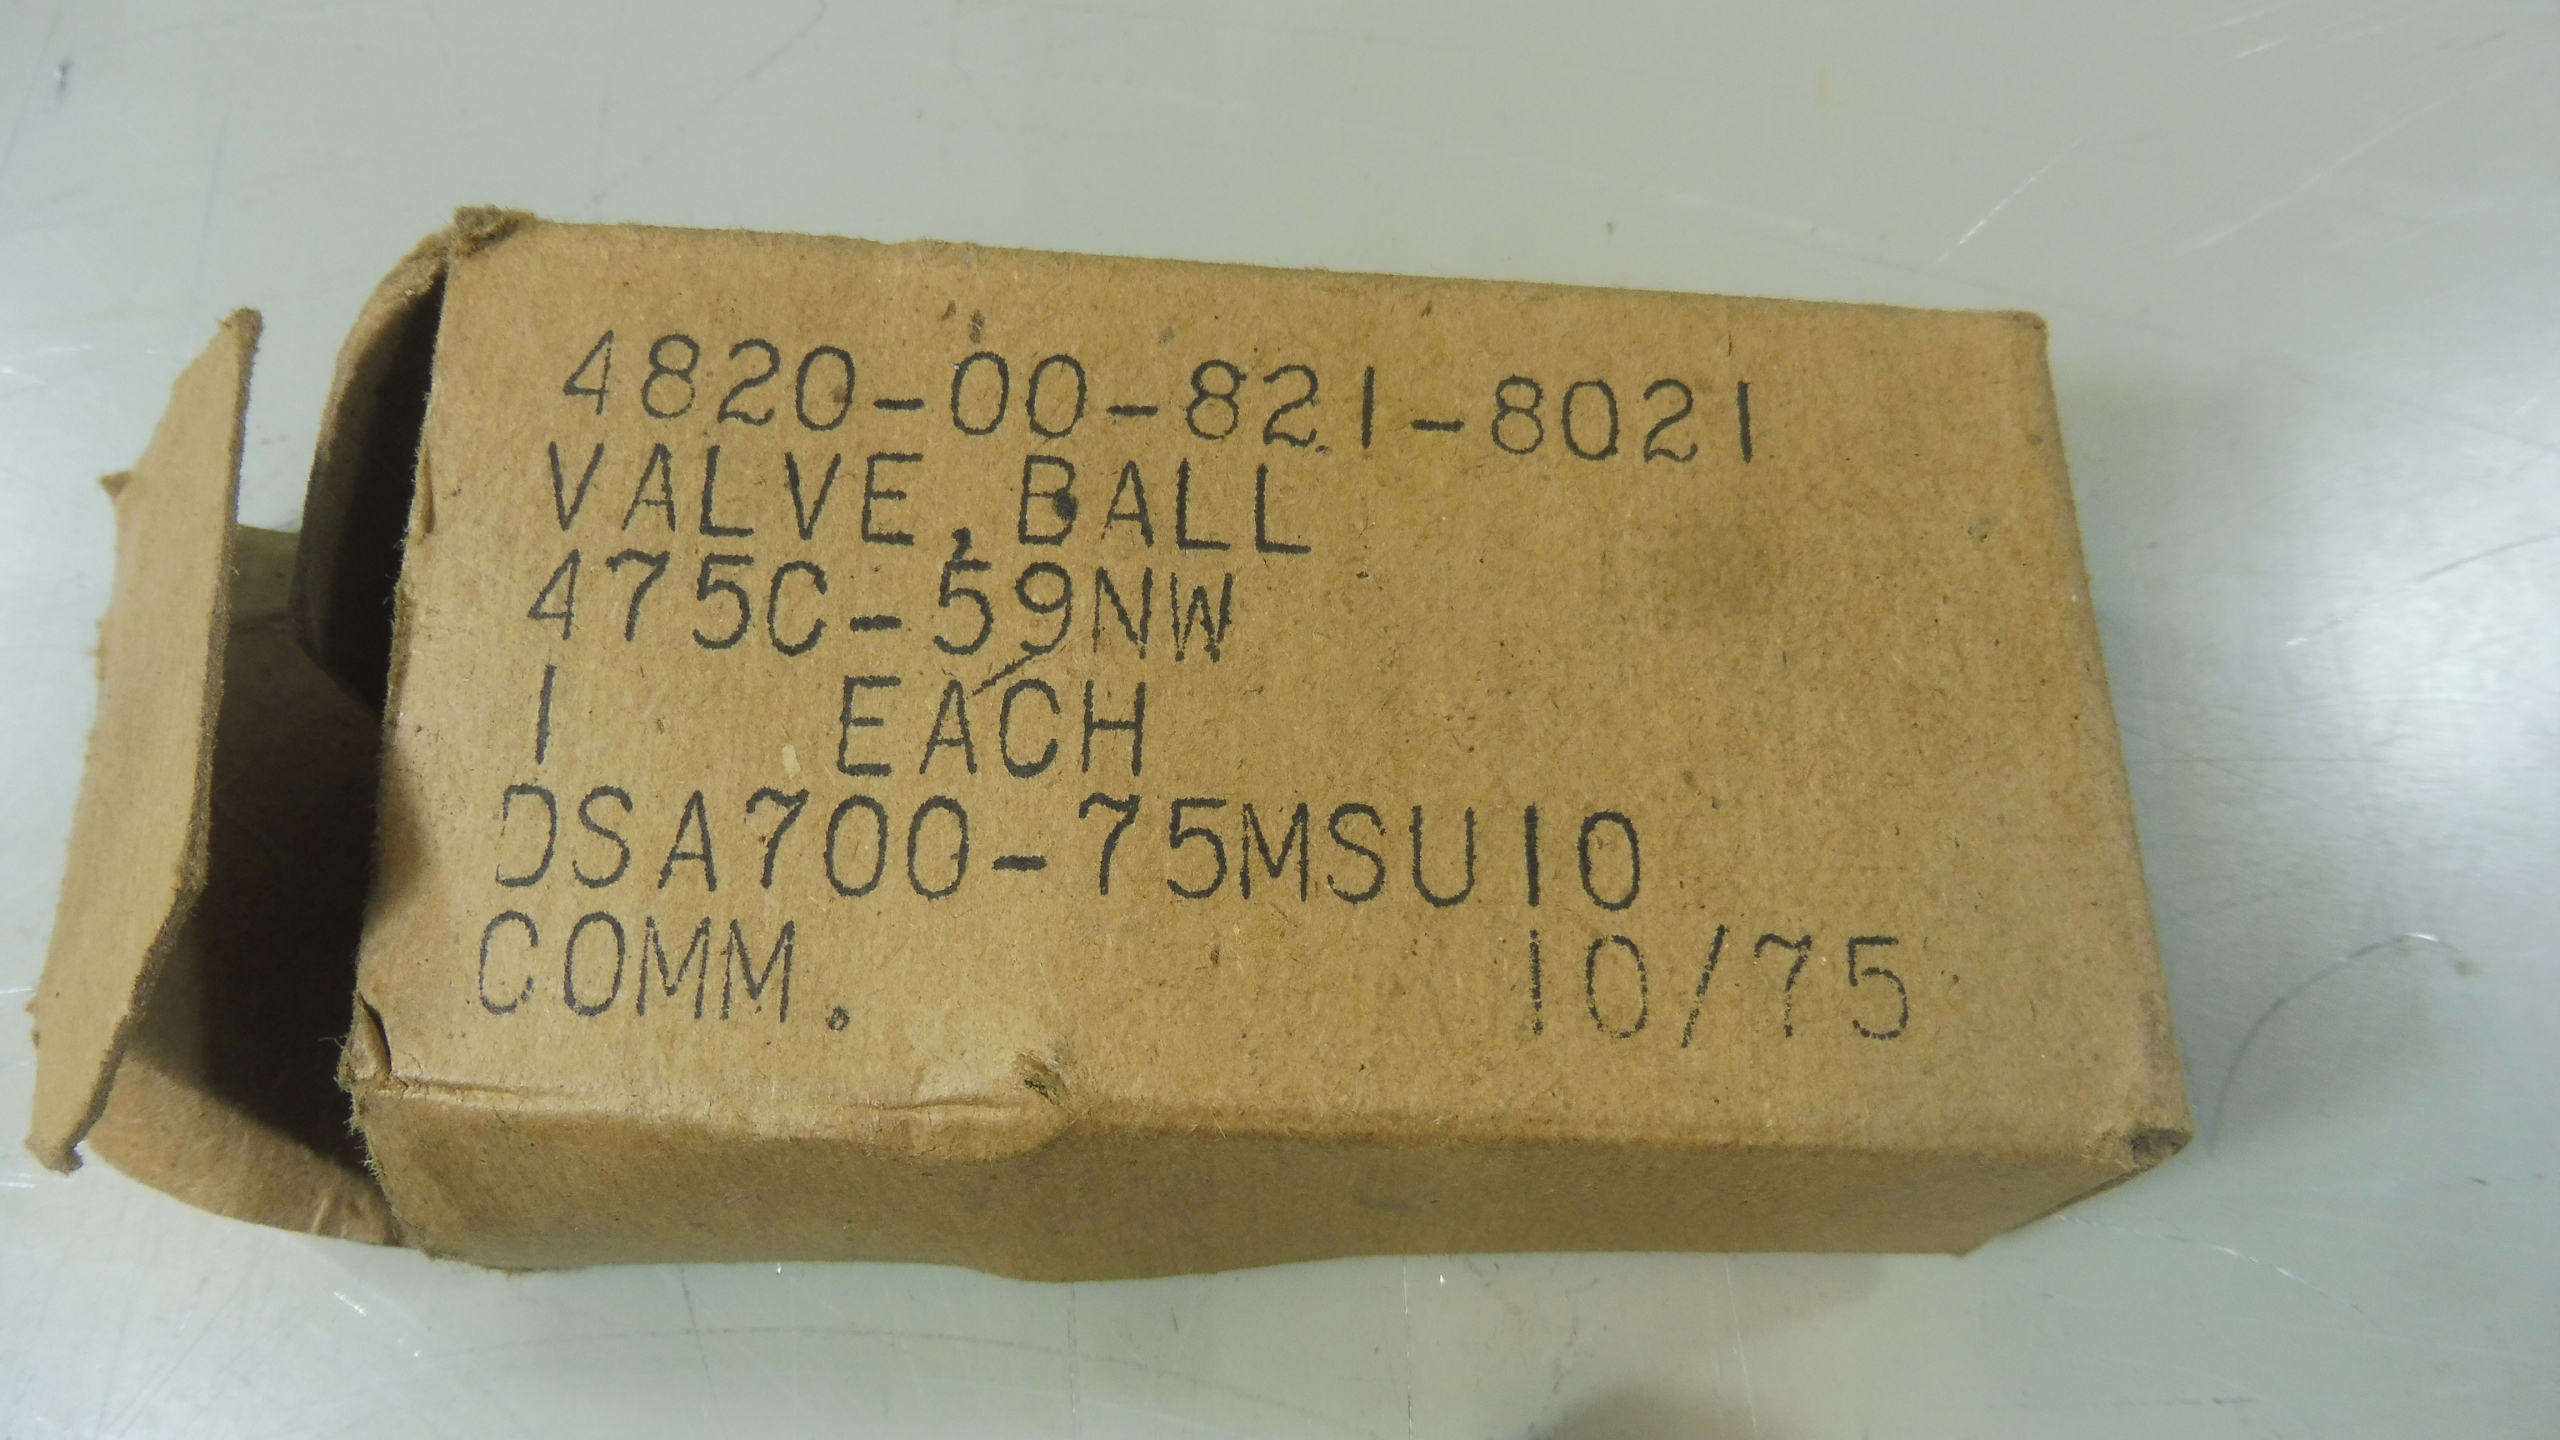 4820-00-821-8021
VALVE, BALL
475C-59NW
1 EACH
DSA700-75MSU10
COMM. 10/75